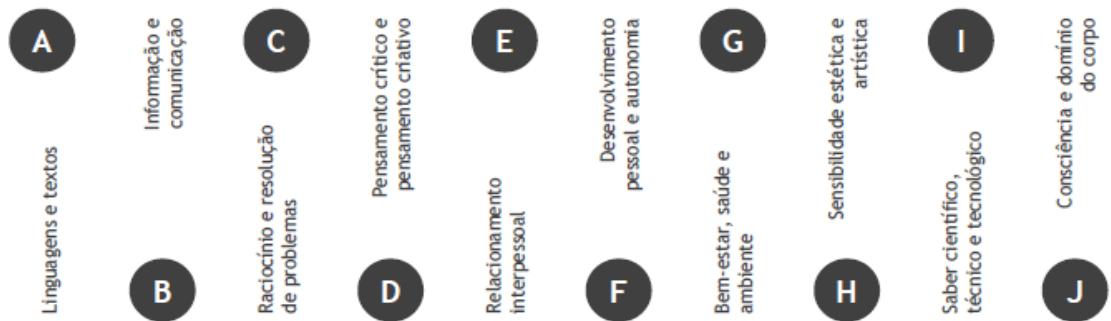 A
Linguagens e textos
Informação e
comunicação
B
C
Raciocínio e resolução
de problemas
Pensamento crítico e
pensamento criativo
D
E
Relacionamento
interpessoal
Desenvolvimento
pessoal e autonomia
F
G
Bem-estar, saúde e
ambiente
Sensibilidade estética e
artística
H
I
Saber científico,
técnico e tecnológico
Consciência e domínio
do corpo
J